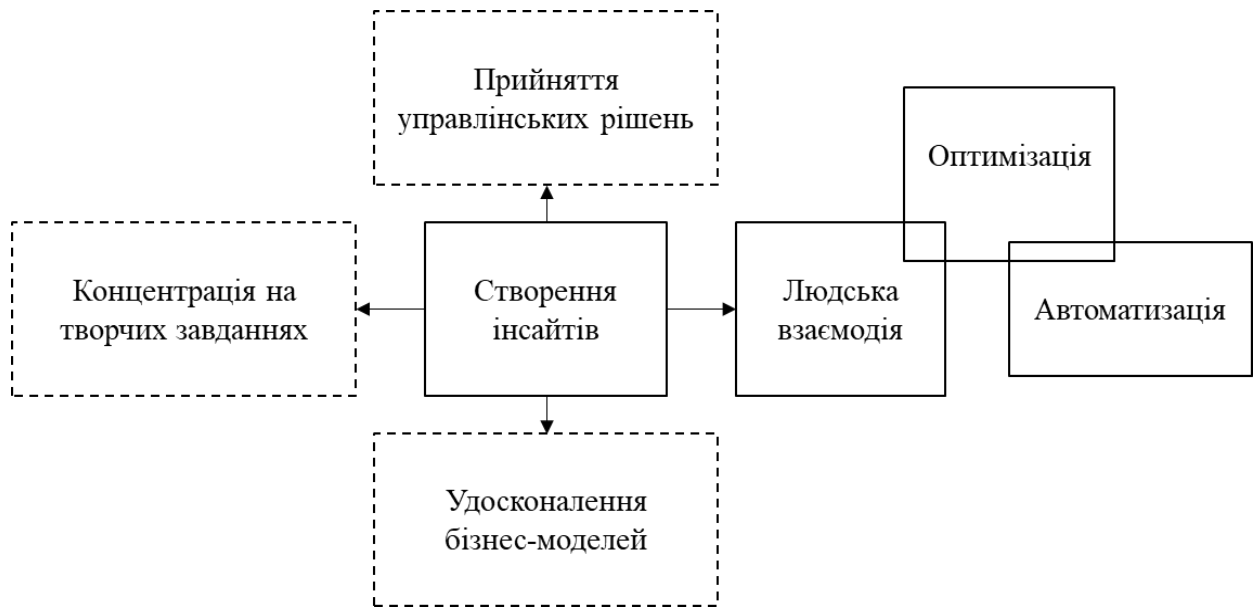 Прийняття
управлінських рішень
Оптимізація
Концентрація на
творчих завданнях
Створення
інсайтів
Людська
взаємодія
Автоматизація
Удосконалення
бізнес-моделей